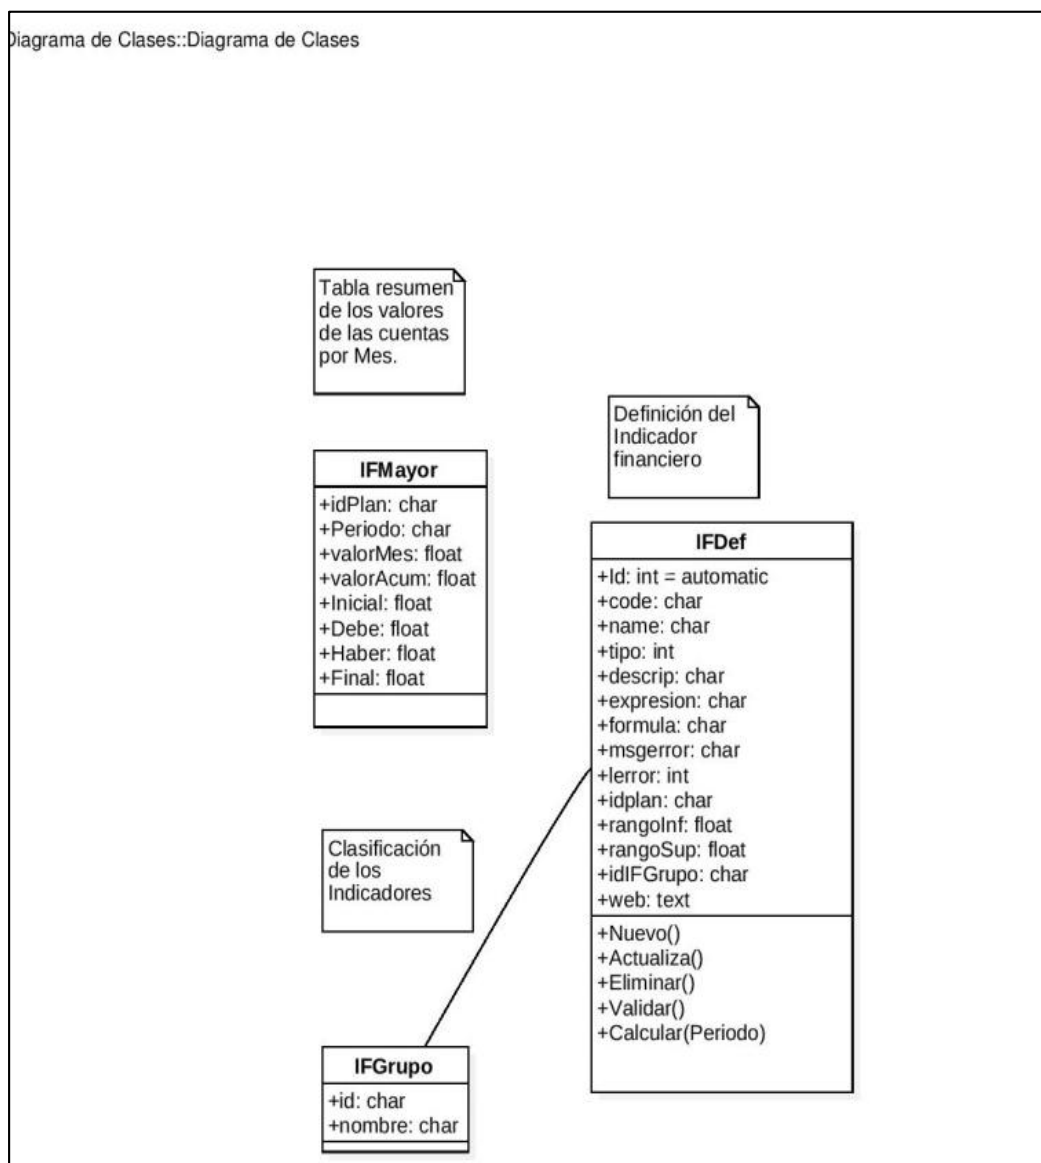 Diagrama de Clases::Diagrama de Clases
Tabla resumen
de los valores
de las cuentas
por Mes.
Definición del
Indicador
financiero
IFMayor
+idPlan: char
+Periodo: char
+valorMes: float
+valorAcum: float
+Inicial: float
+Debe: float
+Haber: float
+Final: float
IFDef
+Id: int = automatic
+code: char
+name: char
+tipo: int
+descrip: char
+expresion: char
+formula: char
+msgerror: char
+lerror: int
+idplan: char
+rangoInf: float
+rangoSup: float
+idIFGrupo: char
+web: text
+Nuevo()
+Actualiza()
+Eliminar()
+Validar()
+Calcular(Periodo)
Clasificación
de los
Indicadores
IFGrupo
+id: char
+nombre: char